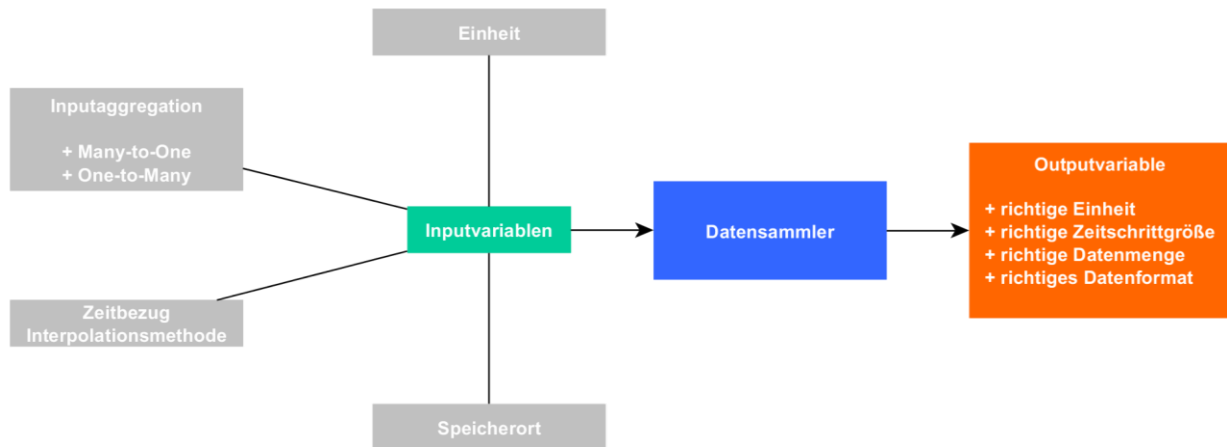 Einheit
Inputaggregation
+ Many-to-One
+ One-to-Many
Inputvariablen
Datensammler
Outputvariable
+ richtige Einheit
+ richtige Zeitschrittgröße
+ richtige Datenmenge
+ richtiges Datenformat
Zeitbezug
Interpolationsmethode
Speicherort